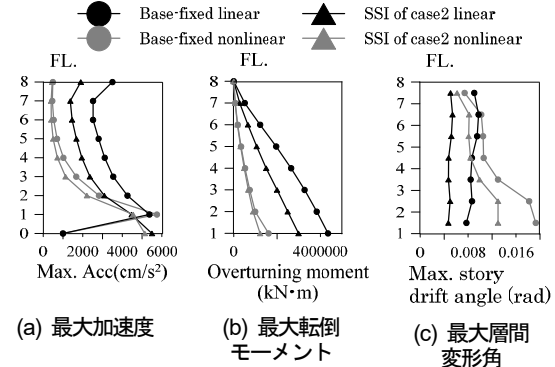 Base-fixed linear
SSI of case2 linear
Base-fixed nonlinear
SSI of case2 nonlinear
FL.
8
7
6
5
4
3
2
1
0
0 2000 4000 6000
Max. Acc(cm/s²)
(a) 最大加速度
FL.
8
7
6
5
4
3
2
1
0 4000000
Overturning moment
(kN･m)
(b) 最大転倒
モーメント
FL.
8
7
6
5
4
3
2
1
0 0.008 0.016
Max. story
drift angle (rad)
(c) 最大層間
変形角